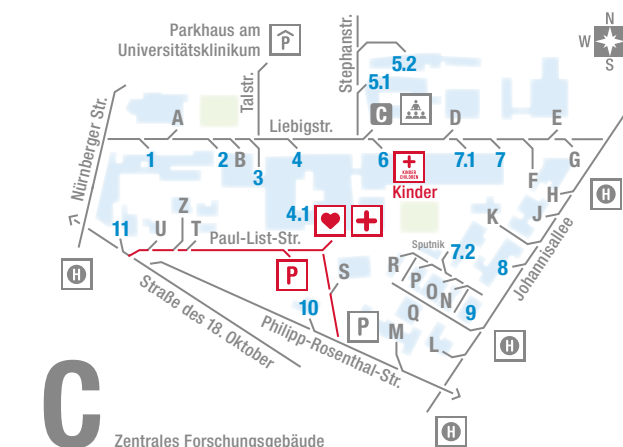 Parkhaus am
Universitätsklinikum
P
Stephanstr.
N
W
S
5.2
5.1
Talstr.
Nürnberger Str.
A
Liebigstr.
C
D
E
1
2
B
3
4
6
KINDER
CHILDREN
Kinder
7.1
7
F
G
H
H
4.1
Z
11
U
T
Paul-List-Str.
K
J
Johannisallee
Sputnik
7.2
8
H
P
S
R
P
O
N
9
Straße des 18. Oktober
10
Philipp-Rosenthal-Str.
P
Q
M
L
H
H
C
Zentrales Forschungsgebäude